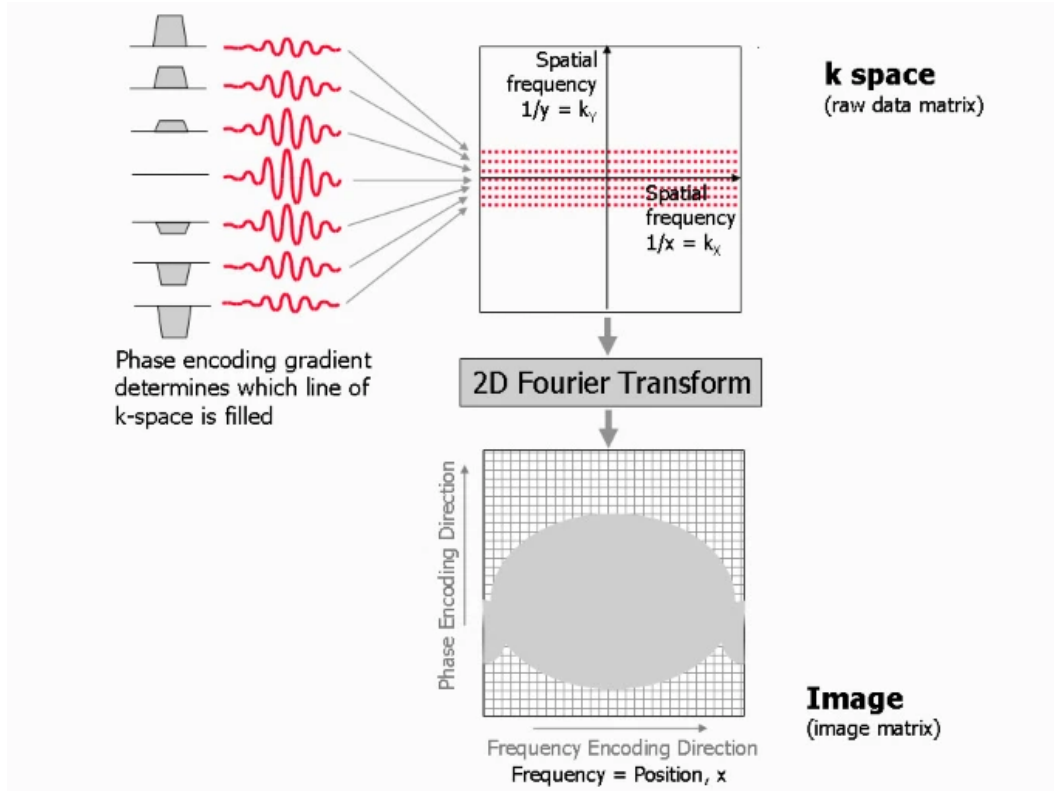 Spatial
frequency
1/y = kY
k space
(raw data matrix)
Spatial
frequency
1/x = kX
Phase encoding gradient
determines which line of
k-space is filled
2D Fourier Transform
Phase Encoding Direction
Image
(image matrix)
Frequency Encoding Direction
Frequency = Position, x